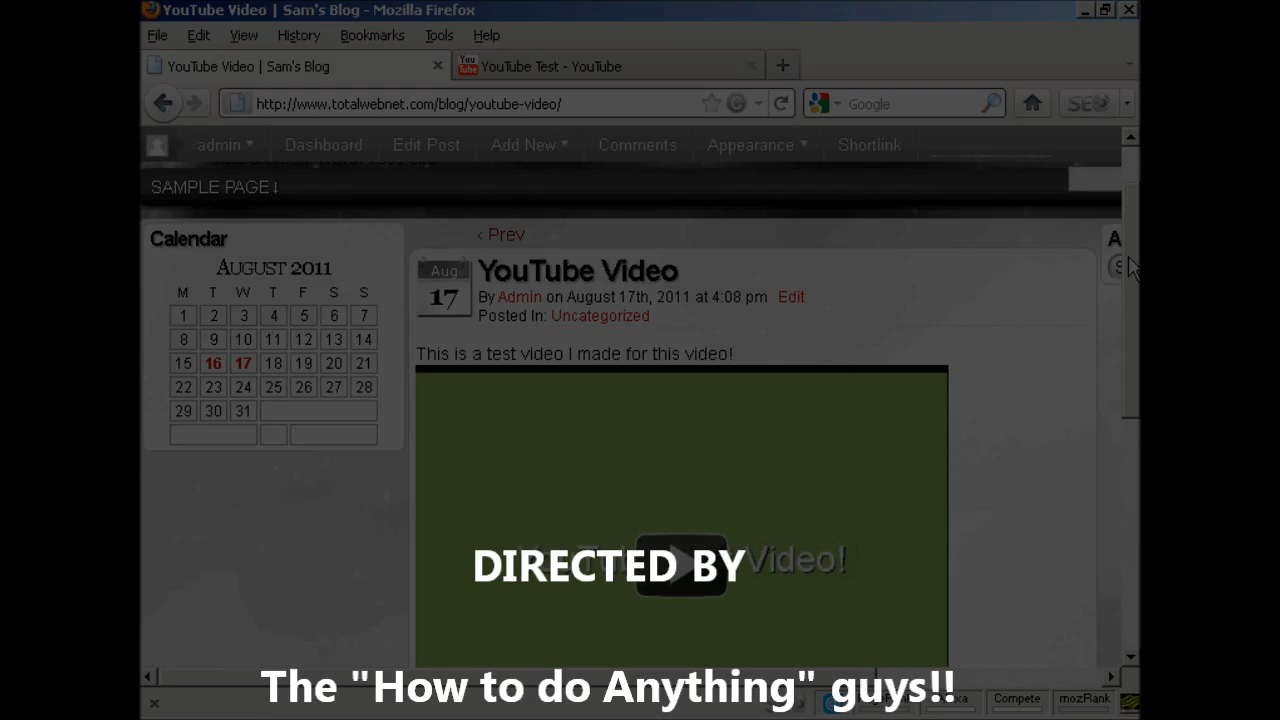 YouTube Video | Sam's Blog - Mozilla Firefox
File Edit View History Bookmarks Tools Help
YouTube Video | Sam's Blog
You Tube YouTube Test - YouTube
http://www.totalwebnet.com/blog/youtube-video/
Google
SEO
admin Dashboard Edit Post Add New Comments Appearance Shortlink
SAMPLE PAGE↓
Calendar
August 2011
M T W T F S S
1 2 3 4 5 6 7
8 9 10 11 12 13 14
15 16 17 18 19 20 21
22 23 24 25 26 27 28
29 30 31
‹ Prev
Aug
17
YouTube Video
By Admin on August 17th, 2011 at 4:08 pm Edit
Posted In: Uncategorized
This is a test video I made for this video!
Video!
DIRECTED BY
The "How to do Anything" guys!!
Compete
mozRank